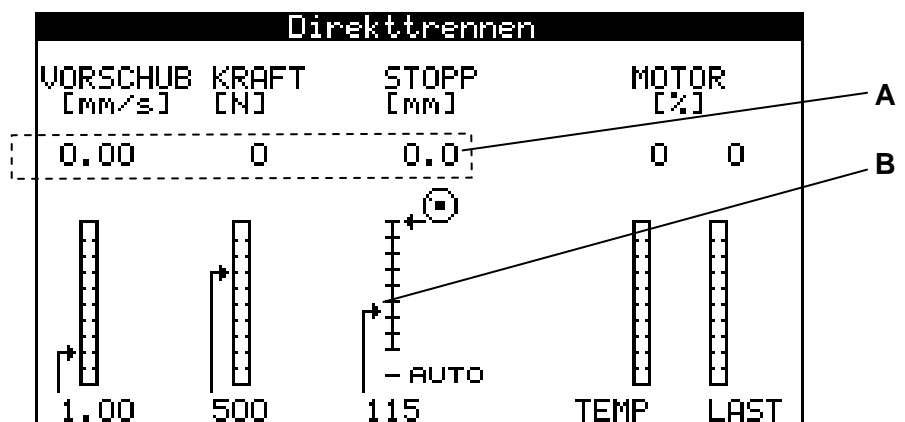 Direkttrennen
VORSCHUB KRAFT STOPP MOTOR
[mm/s] [N] [mm] [%]
A
0.00 0 0.0 0 0
B
AUTO
1.00 500 115 TEMP LAST